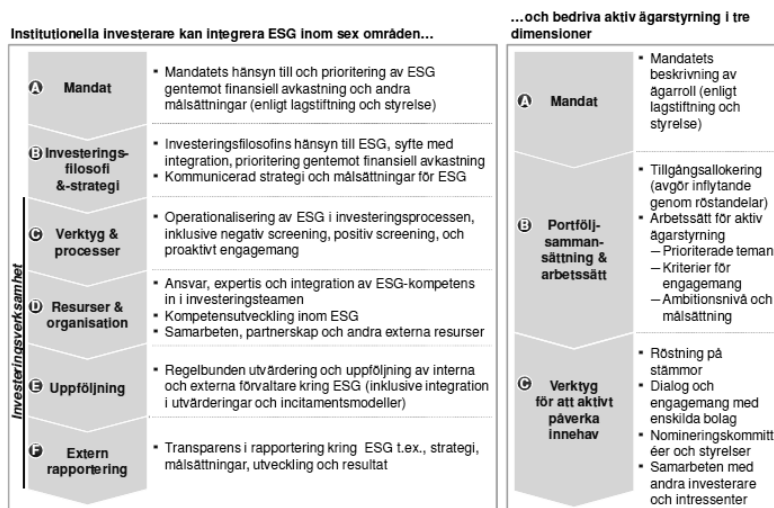 Institutionella investerare kan integrera ESG inom sex områden…
A Mandat
▪ Mandatets hänsyn till och prioritering av ESG
gentemot finansiell avkastning och andra
målsättningar (enligt lagstiftning och styrelse)
B Investerings-
filosofi
&-strategi
▪ Investeringsfilosofins hänsyn till ESG, syfte med
integration, prioritering gentemot finansiell avkastning
▪ Kommunicerad strategi och målsättningar för ESG
Investeringsverksamhet
C Verktyg &
processer
▪ Operationalisering av ESG i investeringsprocessen,
inklusive negativ screening, positiv screening, och
proaktivt engagemang
D Resurser &
organisation
▪ Ansvar, expertis och integration av ESG-kompetens
in i investeringsteamen
▪ Kompetensutveckling inom ESG
▪ Samarbeten, partnerskap och andra externa resurser
E Uppföljning
▪ Regelbunden utvärdering och uppföljning av interna
och externa förvaltare kring ESG (inklusive integration
i utvärderingar och incitamentsmodeller)
F Extern
rapportering
▪ Transparens i rapportering kring ESG t.ex., strategi,
målsättningar, utveckling och resultat
…och bedriva aktiv ägarstyrning i tre
dimensioner
A Mandat
▪ Mandatets
beskrivning av
ägarroll (enligt
lagstiftning och
styrelse)
B Portfölj-
samman-
sättning &
arbetssätt
▪ Tillgångsallokering
(avgör inflytande
genom röstandelar)
▪ Arbetssätt för aktiv
ägarstyrning
– Prioriterade teman
– Kriterier för
engagemang
– Ambitionsnivå och
målsättning
C Verktyg
för att aktivt
påverka
innehav
▪ Röstning på
stämmor
▪ Dialog och
engagemang med
enskilda bolag
▪ Nomineringskommitt
éer och styrelser
▪ Samarbeten med
andra investerare
och intressenter